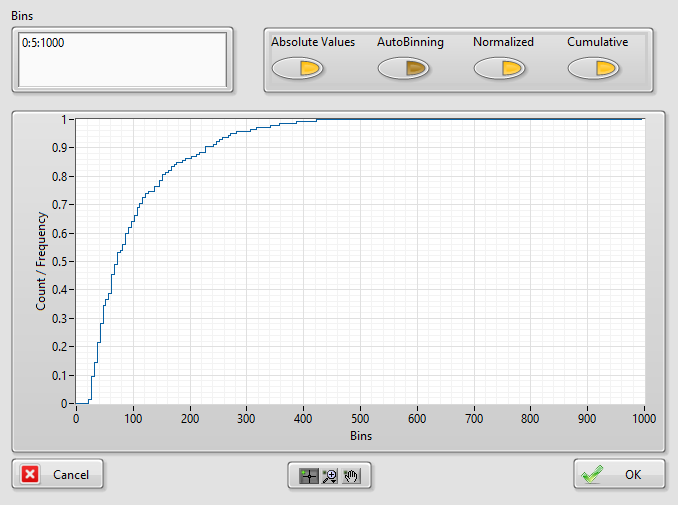 Bins
0:5:1000
Absolute Values AutoBinning Normalized Cumulative
1
0.9
0.8
0.7
0.6
0.5
0.4
0.3
0.2
0.1
0
Count / Frequency
0 100 200 300 400 500 600 700 800 900 1000
Bins
Cancel OK